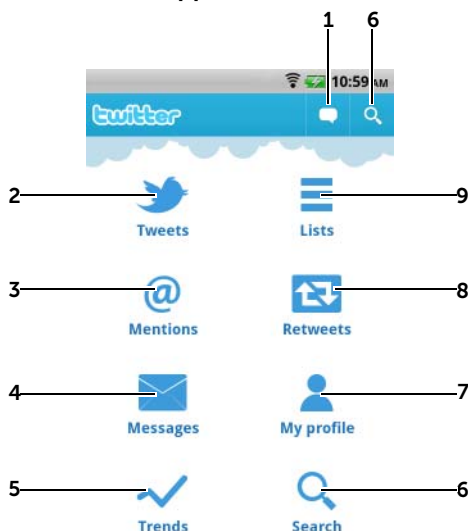 1 6
10:59 AM
twitter
2 9
Tweets Lists
3 8
@
Mentions Retweets
4 7
Messages My profile
5 6
Trends Search